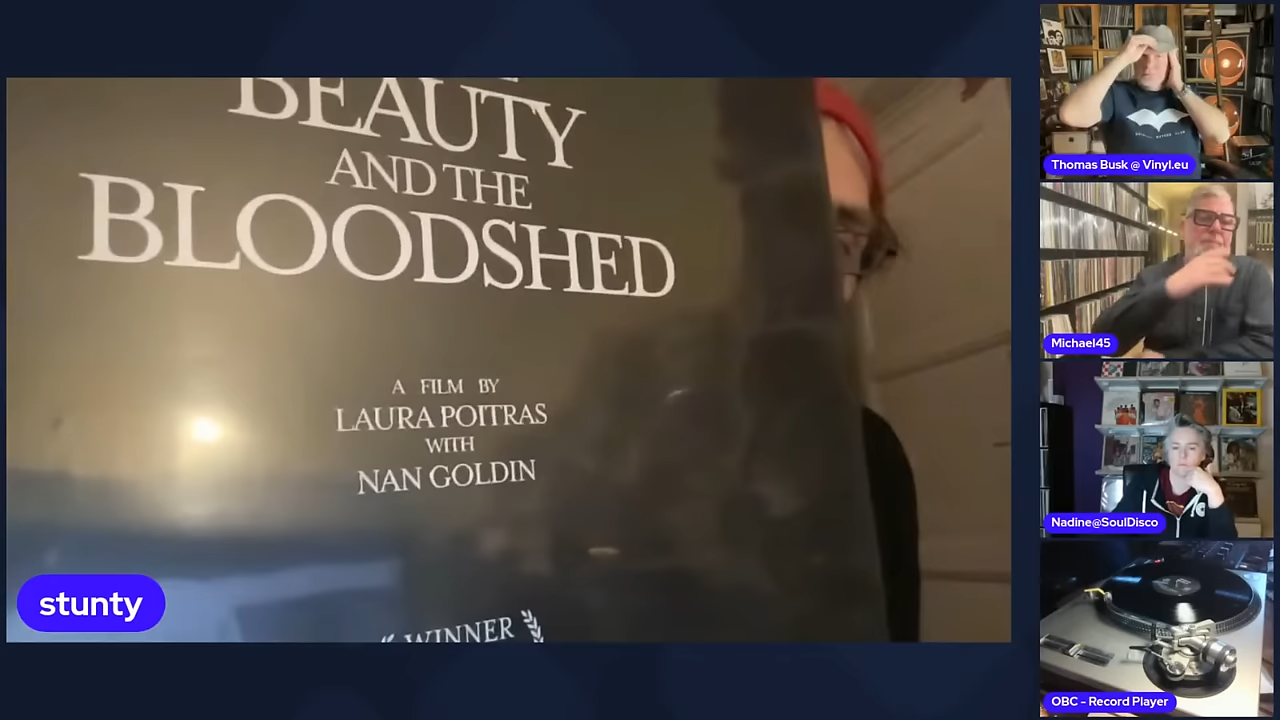 BEAUTY
AND THE
BLOODSHED
A FILM BY
LAURA POITRAS
WITH
NAN GOLDIN
WINNER
stunty
Thomas Busk @ Vinyl.eu
Michael45
Nadine@SoulDisco
OBC - Record Player